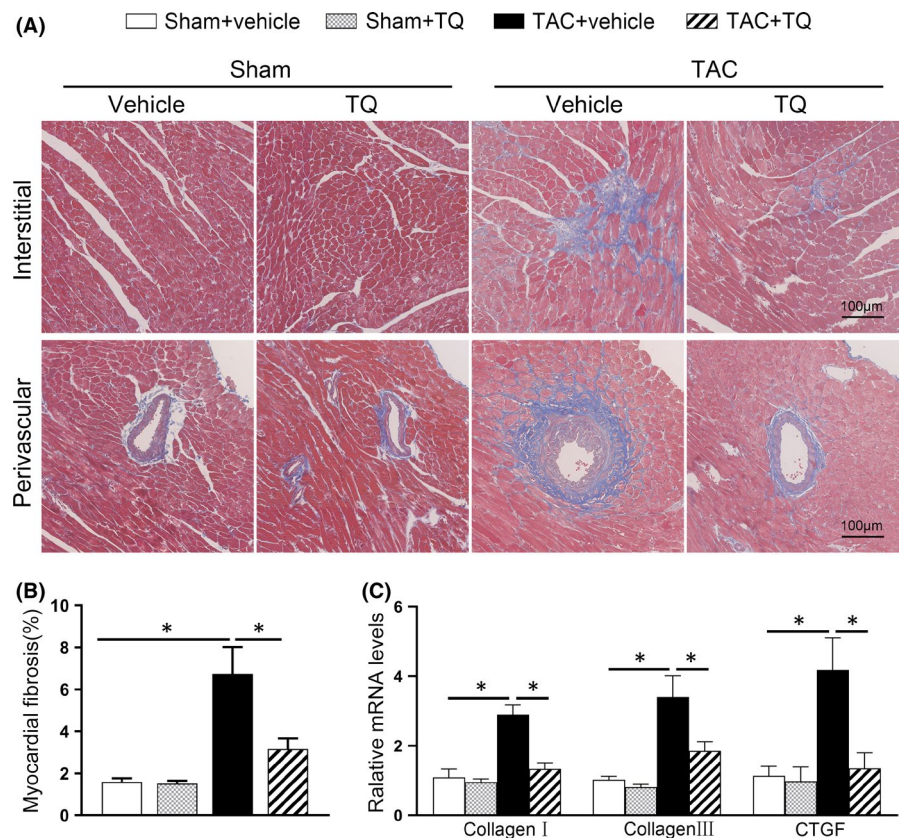 (A)
Sham+vehicle Sham+TQ TAC+vehicle TAC+TQ
Sham TAC
Vehicle TQ Vehicle TQ
Interstitial
100μm
Perivascular
100μm
(B)
Myocardial fibrosis(%)
10
8
6
4
2
0
* *
(C)
Ralative mRNA levels
6
4
2
0
* * * * * *
Collagen Ⅰ CollagenⅢ CTGF